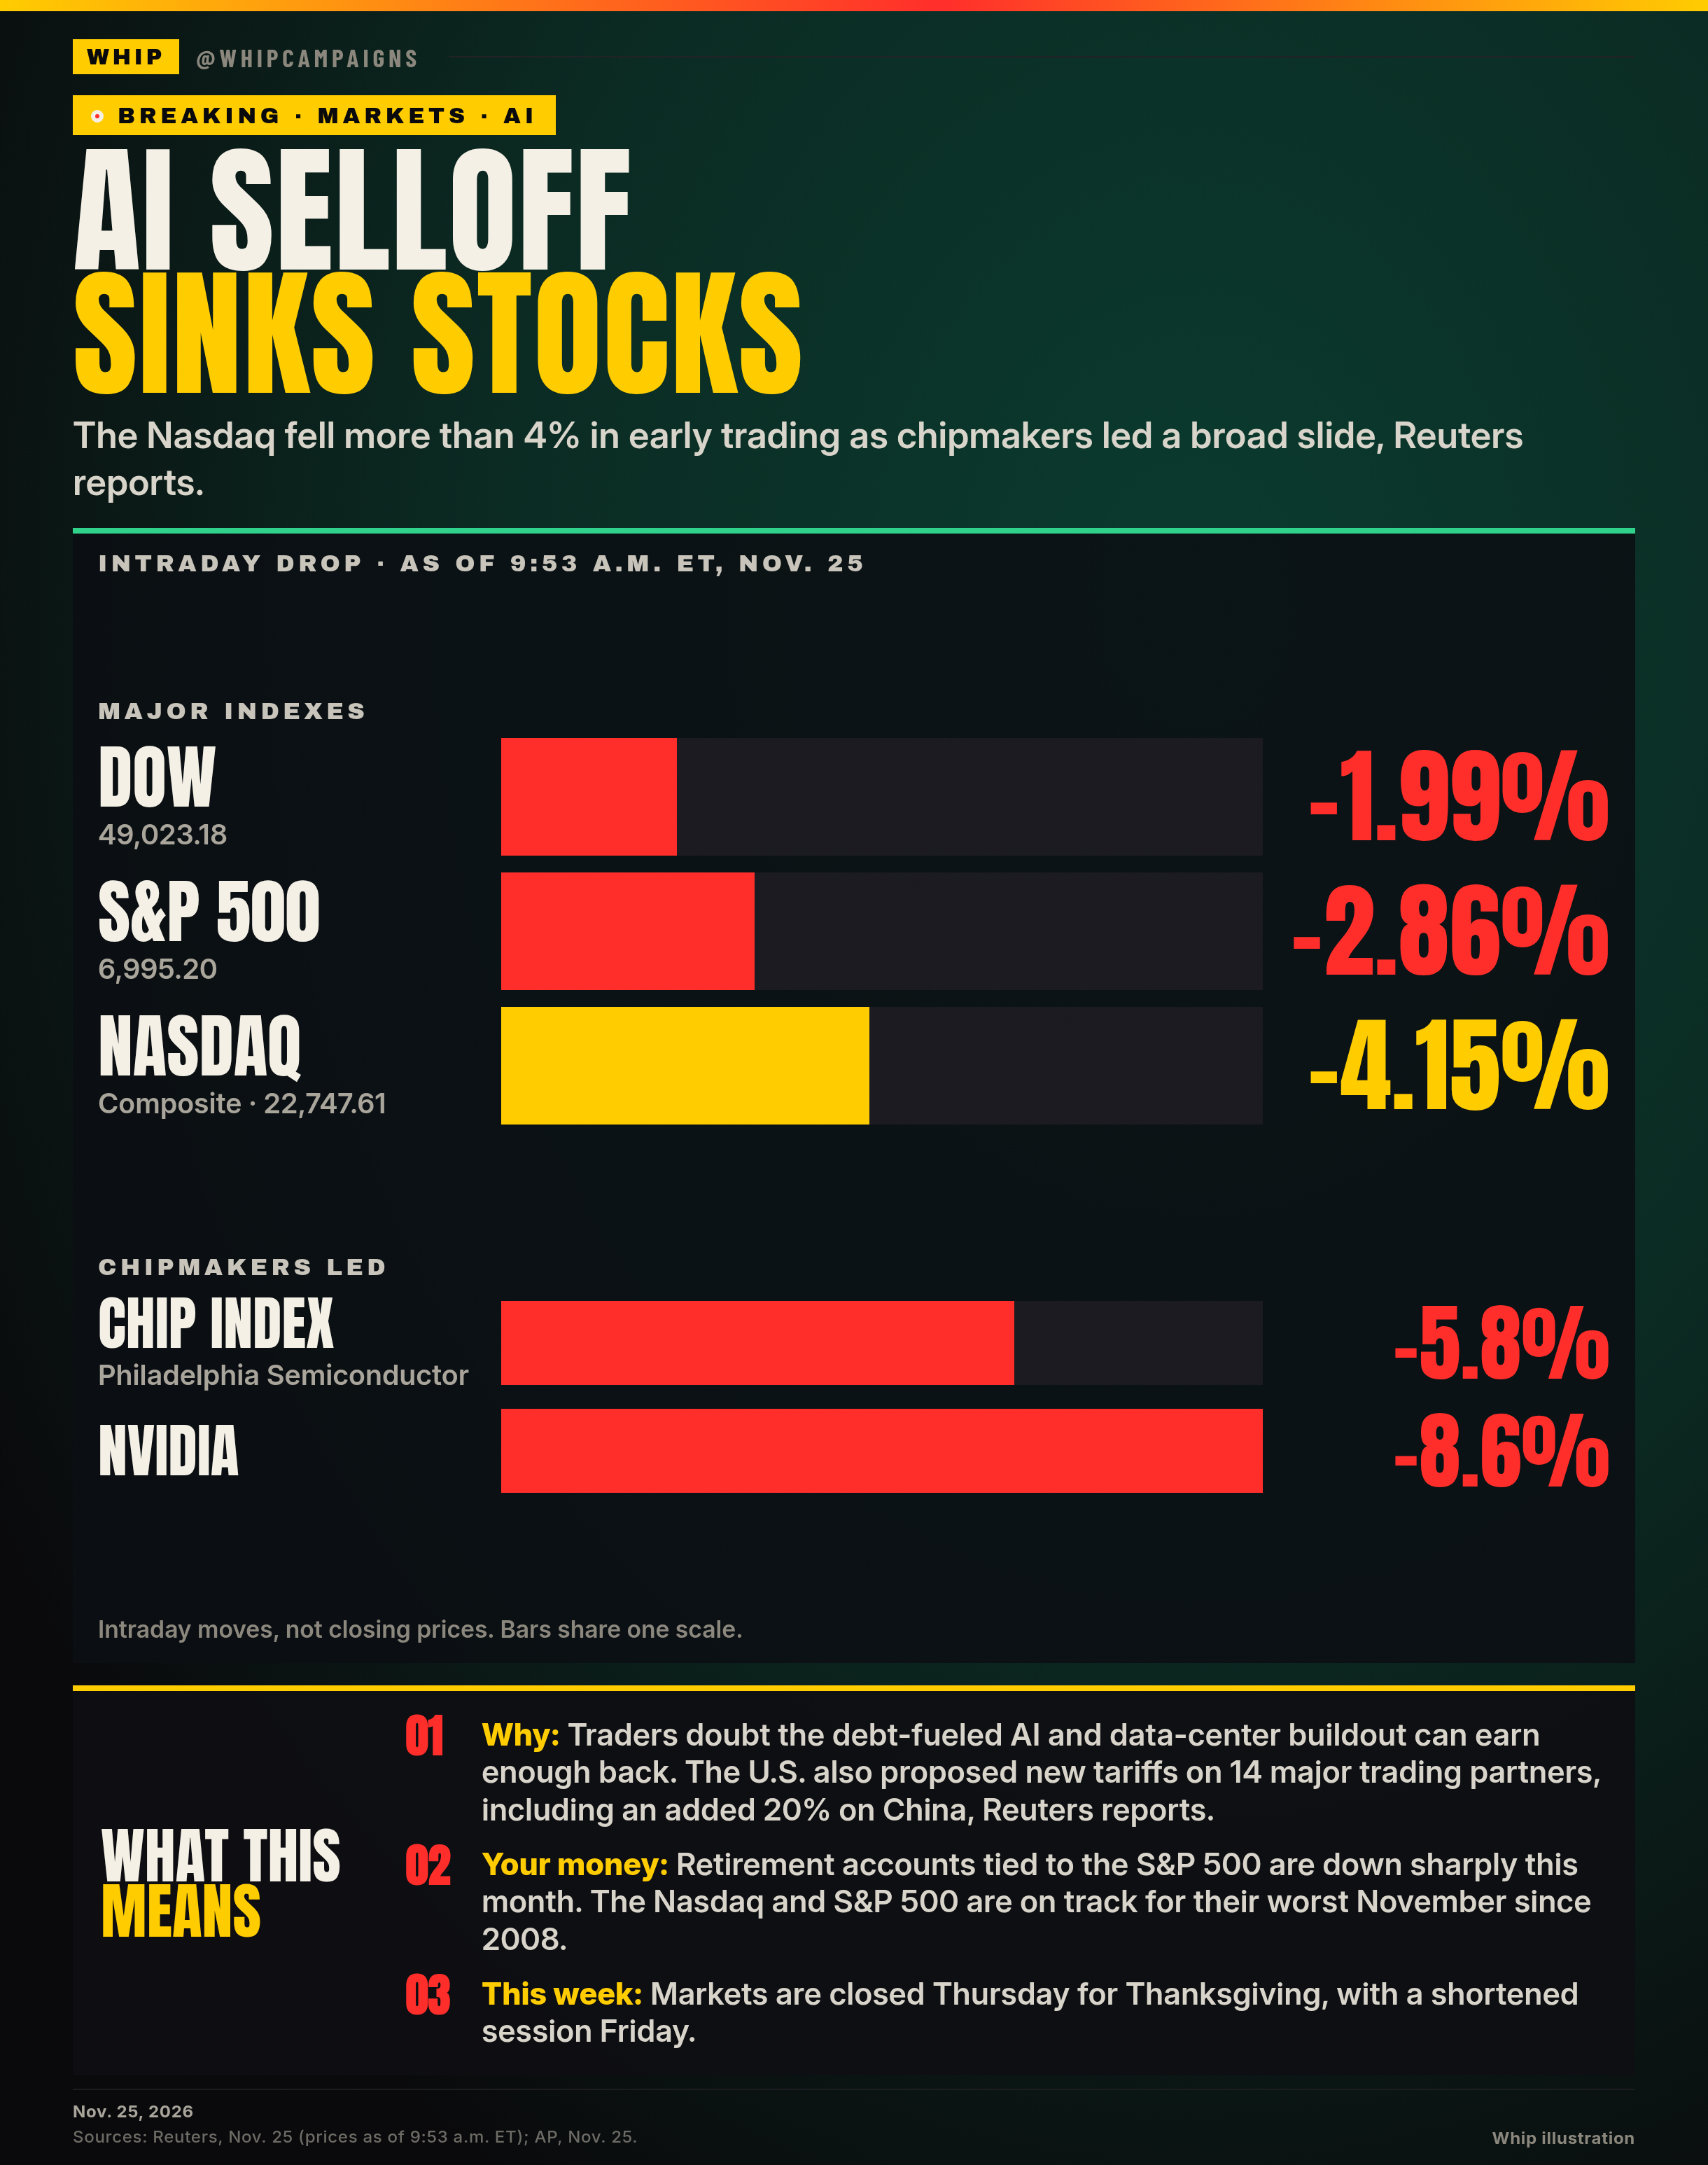 WHIP @WHIPCAMPAIGNS
BREAKING · MARKETS · AI
AI SELLOFF
SINKS STOCKS
The Nasdaq fell more than 4% in early trading as chipmakers led a broad slide, Reuters
reports.
INTRADAY DROP · AS OF 9:53 A.M. ET, NOV. 25
MAJOR INDEXES
DOW
49,023.18
-1.99%
S&P 500
6,995.20
-2.86%
NASDAQ
Composite · 22,747.61
-4.15%
CHIPMAKERS LED
CHIP INDEX
Philadelphia Semiconductor
-5.8%
NVIDIA
-8.6%
Intraday moves, not closing prices. Bars share one scale.
WHAT THIS
MEANS
01 Why: Traders doubt the debt-fueled AI and data-center buildout can earn
enough back. The U.S. also proposed new tariffs on 14 major trading partners,
including an added 20% on China, Reuters reports.
02 Your money: Retirement accounts tied to the S&P 500 are down sharply this
month. The Nasdaq and S&P 500 are on track for their worst November since
2008.
03 This week: Markets are closed Thursday for Thanksgiving, with a shortened
session Friday.
Nov. 25, 2026
Sources: Reuters, Nov. 25 (prices as of 9:53 a.m. ET); AP, Nov. 25.
Whip illustration